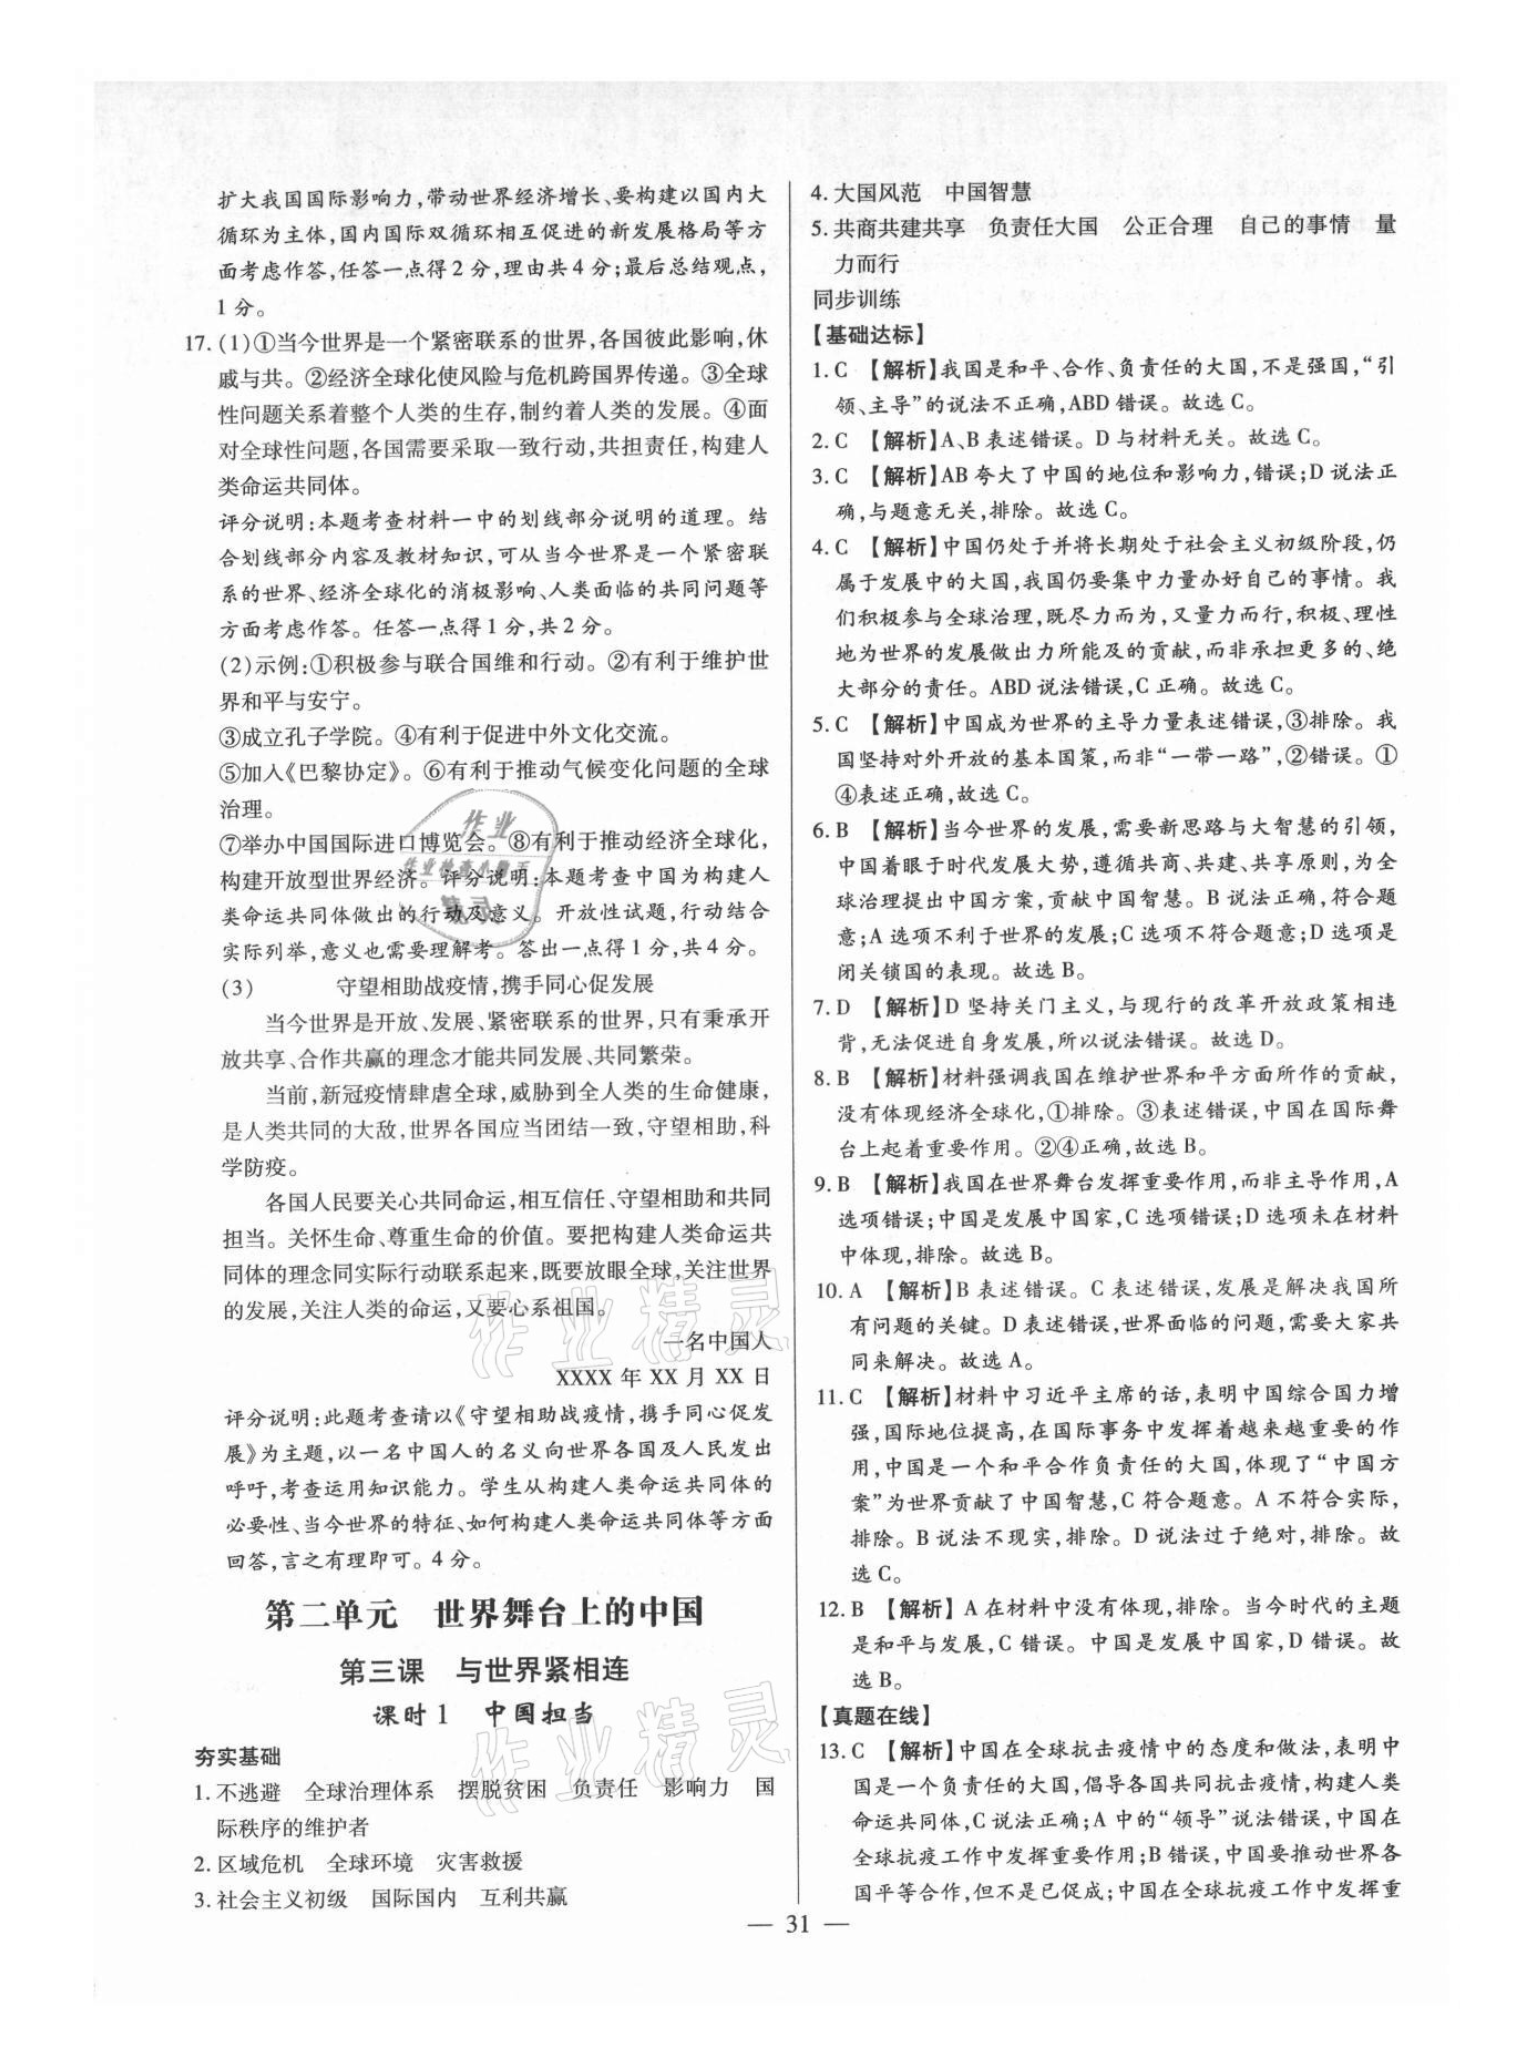 扩大我国国际影响力,带动世界经济增长、要构建以国内大
循环为主体,国内国际双循环相互促进的新发展格局等方
面考虑作答,任答一点得2分,理由共4分;最后总结观点,
1分。
17.(1)①当今世界是一个紧密联系的世界,各国彼此影响,休
戚与共。②经济全球化使风险与危机跨国界传递。③全球
性问题关系着整个人类的生存,制约着人类的发展。④面
对全球性问题,各国需要采取一致行动,共担责任,构建人
类命运共同体。
评分说明:本题考查材料一中的划线部分说明的道理。结
合划线部分内容及教材知识,可从当今世界是一个紧密联
系的世界、经济全球化的消极影响、人类面临的共同问题等
方面考虑作答。任答一点得1分,共2分。
(2)示例:①积极参与联合国维和行动。②有利于维护世
界和平与安宁。
③成立孔子学院。④有利于促进中外文化交流。
⑤加入《巴黎协定》。⑥有利于推动气候变化问题的全球
治理。
⑦举办中国国际进口博览会。⑧有利于推动经济全球化,
构建开放型世界经济。评分说明:本题考查中国为构建人
类命运共同体做出的行动及意义。开放性试题,行动结合
实际列举,意义也需要理解考。答出一点得1分,共4分。
(3) 守望相助战疫情,携手同心促发展
当今世界是开放、发展、紧密联系的世界,只有秉承开
放共享、合作共赢的理念才能共同发展、共同繁荣。
当前,新冠疫情肆虐全球,威胁到全人类的生命健康,
是人类共同的大敌,世界各国应当团结一致,守望相助,科
学防疫。
各国人民要关心共同命运,相互信任、守望相助和共同
担当。关怀生命、尊重生命的价值。要把构建人类命运共
同体的理念同实际行动联系起来,既要放眼全球,关注世界
的发展,关注人类的命运,又要心系祖国。
一名中国人
XXXX 年 XX 月 XX 日
评分说明:此题考查请以《守望相助战疫情,携手同心促发
展》为主题,以一名中国人的名义向世界各国及人民发出
呼吁,考查运用知识能力。学生从构建人类命运共同体的
必要性、当今世界的特征、如何构建人类命运共同体等方面
回答,言之有理即可。4分。
第二单元 世界舞台上的中国
第三课 与世界紧相连
课时1 中国担当
夯实基础
1. 不逃避 全球治理体系 摆脱贫困 负责任 影响力 国
际秩序的维护者
2. 区域危机 全球环境 灾害救援
3. 社会主义初级 国际国内 互利共赢
4. 大国风范 中国智慧
5. 共商共建共享 负责任大国 公正合理 自己的事情 量
力而行
同步训练
【基础达标】
1. C 【解析】我国是和平、合作、负责任的大国,不是强国,“引
领、主导”的说法不正确,ABD错误。故选C。
2. C 【解析】A、B表述错误。D与材料无关。故选C。
3. C 【解析】AB夸大了中国的地位和影响力,错误;D说法正
确,与题意无关,排除。故选C。
4. C 【解析】中国仍处于并将长期处于社会主义初级阶段,仍
属于发展中的大国,我国仍要集中力量办好自己的事情。我
们积极参与全球治理,既尽力而为,又量力而行,积极、理性
地为世界的发展做出力所能及的贡献,而非承担更多的、绝
大部分的责任。ABD说法错误,C正确。故选C。
5. C 【解析】中国成为世界的主导力量表述错误,③排除。我
国坚持对外开放的基本国策,而非“一带一路”,②错误。①
④表述正确,故选C。
6. B 【解析】当今世界的发展,需要新思路与大智慧的引领,
中国着眼于时代发展大势,遵循共商、共建、共享原则,为全
球治理提出中国方案,贡献中国智慧。B说法正确,符合题
意;A选项不利于世界的发展;C选项不符合题意;D选项是
闭关锁国的表现。故选B。
7. D 【解析】D坚持关门主义,与现行的改革开放政策相违
背,无法促进自身发展,所以说法错误。故选D。
8. B 【解析】材料强调我国在维护世界和平方面所作的贡献,
没有体现经济全球化,①排除。③表述错误,中国在国际舞
台上起着重要作用。②④正确,故选B。
9. B 【解析】我国在世界舞台发挥重要作用,而非主导作用,A
选项错误;中国是发展中国家,C选项错误;D选项未在材料
中体现,排除。故选B。
10. A 【解析】B表述错误。C表述错误,发展是解决我国所
有问题的关键。D表述错误,世界面临的问题,需要大家共
同来解决。故选A。
11. C 【解析】材料中习近平主席的话,表明中国综合国力增
强,国际地位提高,在国际事务中发挥着越来越重要的作
用,中国是一个和平合作负责任的大国,体现了“中国方
案”为世界贡献了中国智慧,C符合题意。A不符合实际,
排除。B说法不现实,排除。D说法过于绝对,排除。故
选C。
12. B 【解析】A在材料中没有体现,排除。当今时代的主题
是和平与发展,C错误。中国是发展中国家,D错误。故
选B。
【真题在线】
13. C 【解析】中国在全球抗击疫情中的态度和做法,表明中
国是一个负责任的大国,倡导各国共同抗击疫情,构建人类
命运共同体,C说法正确;A中的“领导”说法错误,中国在
全球抗疫工作中发挥重要作用;B错误,中国要推动世界各
国平等合作,但不是已促成;中国在全球抗疫工作中发挥重
— 31 —
作业精灵
作业精灵